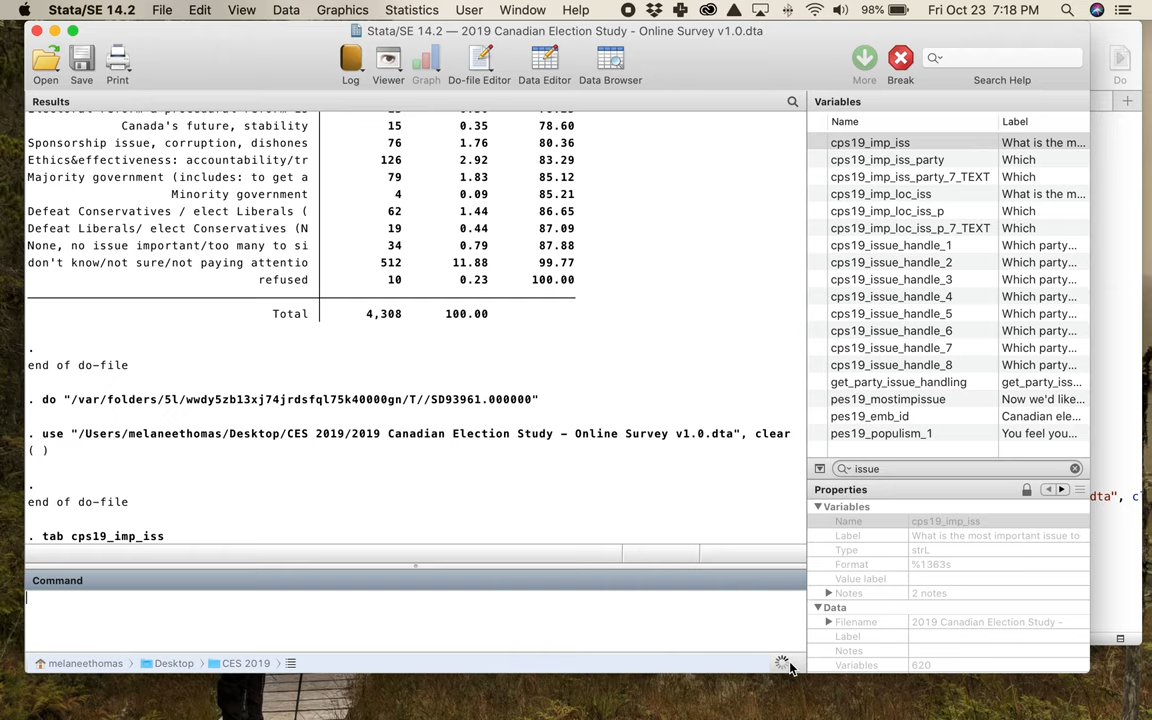 Stata/SE 14.2 File Edit View Data Graphics Statistics User Window Help 98% Fri Oct 23 7:18 PM
Stata/SE 14.2 — 2019 Canadian Election Study - Online Survey v1.0.dta
Open Save Print Log Viewer Graph Do-file Editor Data Editor Data Browser More Break Search Help Do
Results
Canada's future, stability 15 0.35 78.60
Sponsorship issue, corruption, dishones 76 1.76 80.36
Ethics&effectiveness: accountability/tr 126 2.92 83.29
Majority government (includes: to get a 79 1.83 85.12
Minority government 4 0.09 85.21
Defeat Conservatives / elect Liberals ( 62 1.44 86.65
Defeat Liberals/ elect Conservatives (N 19 0.44 87.09
None, no issue important/too many to si 34 0.79 87.88
don't know/not sure/not paying attentio 512 11.88 99.77
refused 10 0.23 100.00
Total 4,308 100.00
.
end of do-file
. do "/var/folders/5l/wwdy5zb13xj74jrdsfql75k40000gn/T//SD93961.000000"
. use "/Users/melaneethomas/Desktop/CES 2019/2019 Canadian Election Study - Online Survey v1.0.dta", clear
( )
.
end of do-file
. tab cps19_imp_iss
Command
melaneethomas Desktop CES 2019
Variables
Name Label
cps19_imp_iss What is the m...
cps19_imp_iss_party Which
cps19_imp_iss_party_7_TEXT Which
cps19_imp_loc_iss What is the m...
cps19_imp_loc_iss_p Which
cps19_imp_loc_iss_p_7_TEXT Which
cps19_issue_handle_1 Which party...
cps19_issue_handle_2 Which party...
cps19_issue_handle_3 Which party...
cps19_issue_handle_4 Which party...
cps19_issue_handle_5 Which party...
cps19_issue_handle_6 Which party...
cps19_issue_handle_7 Which party...
cps19_issue_handle_8 Which party...
get_party_issue_handling get_party_iss...
pes19_mostimpissue Now we'd like...
pes19_emb_id Canadian ele...
pes19_populism_1 You feel you...
issue
Properties
Variables
Name cps19_imp_iss
Label What is the most important issue to
Type strL
Format %1363s
Value label
Notes 2 notes
Data
Filename 2019 Canadian Election Study -
Label
Notes
Variables 620
dta", c